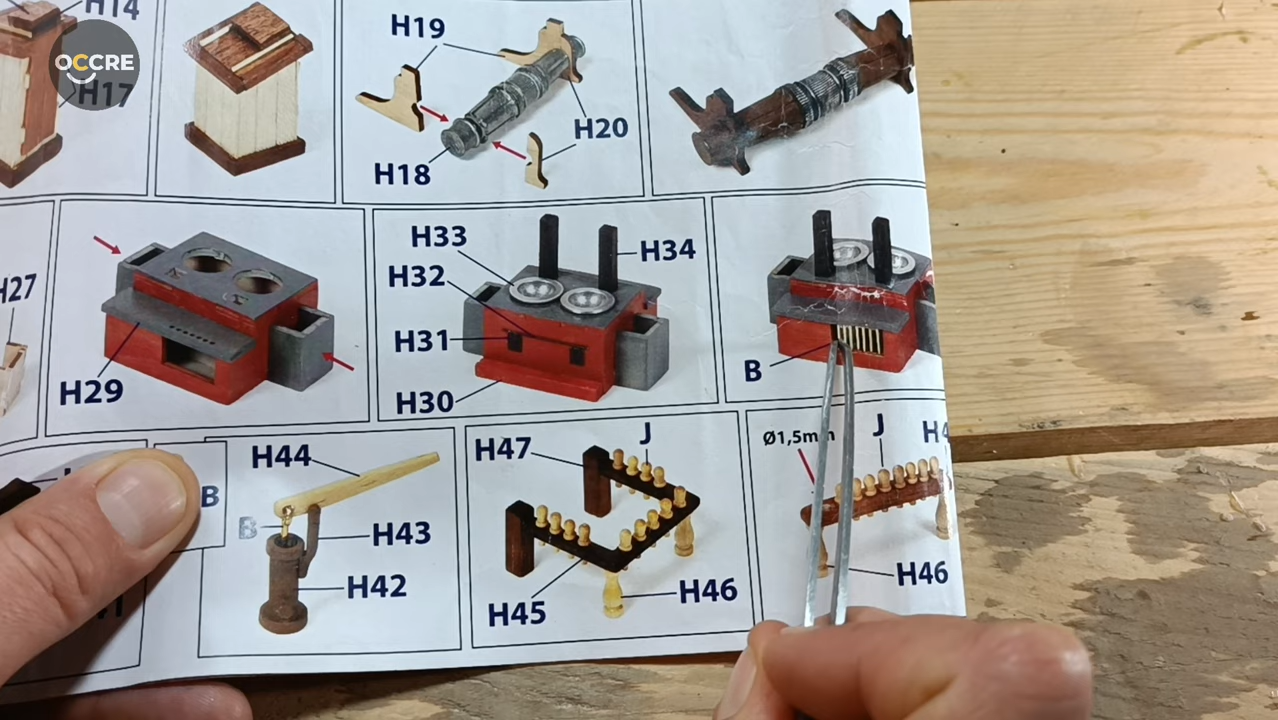 H14
OCCRE
H17
H19
H20
H18
H27
H33
H34
H32
H31
H29
H30
B
B
H44
B
H43
H42
H47
J
H45
H46
Ø1,5mm
J
H46